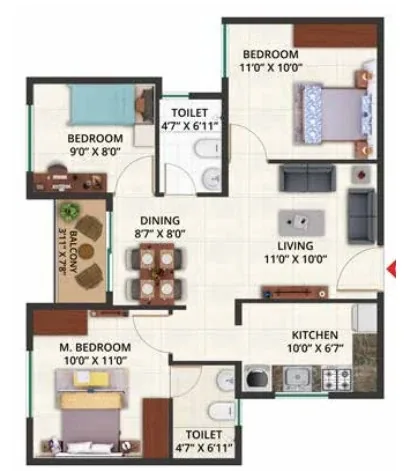 BEDROOM
11'0" X 10'0"
BEDROOM
9'0" X 8'0"
TOILET
4'7" X 6'11"
DINING
8'7" X 8'0"
BALCONY
3'11" X 7'8"
LIVING
11'0" X 10'0"
KITCHEN
10'0" X 6'7"
M. BEDROOM
10'0" X 11'0"
TOILET
4'7" X 6'11"